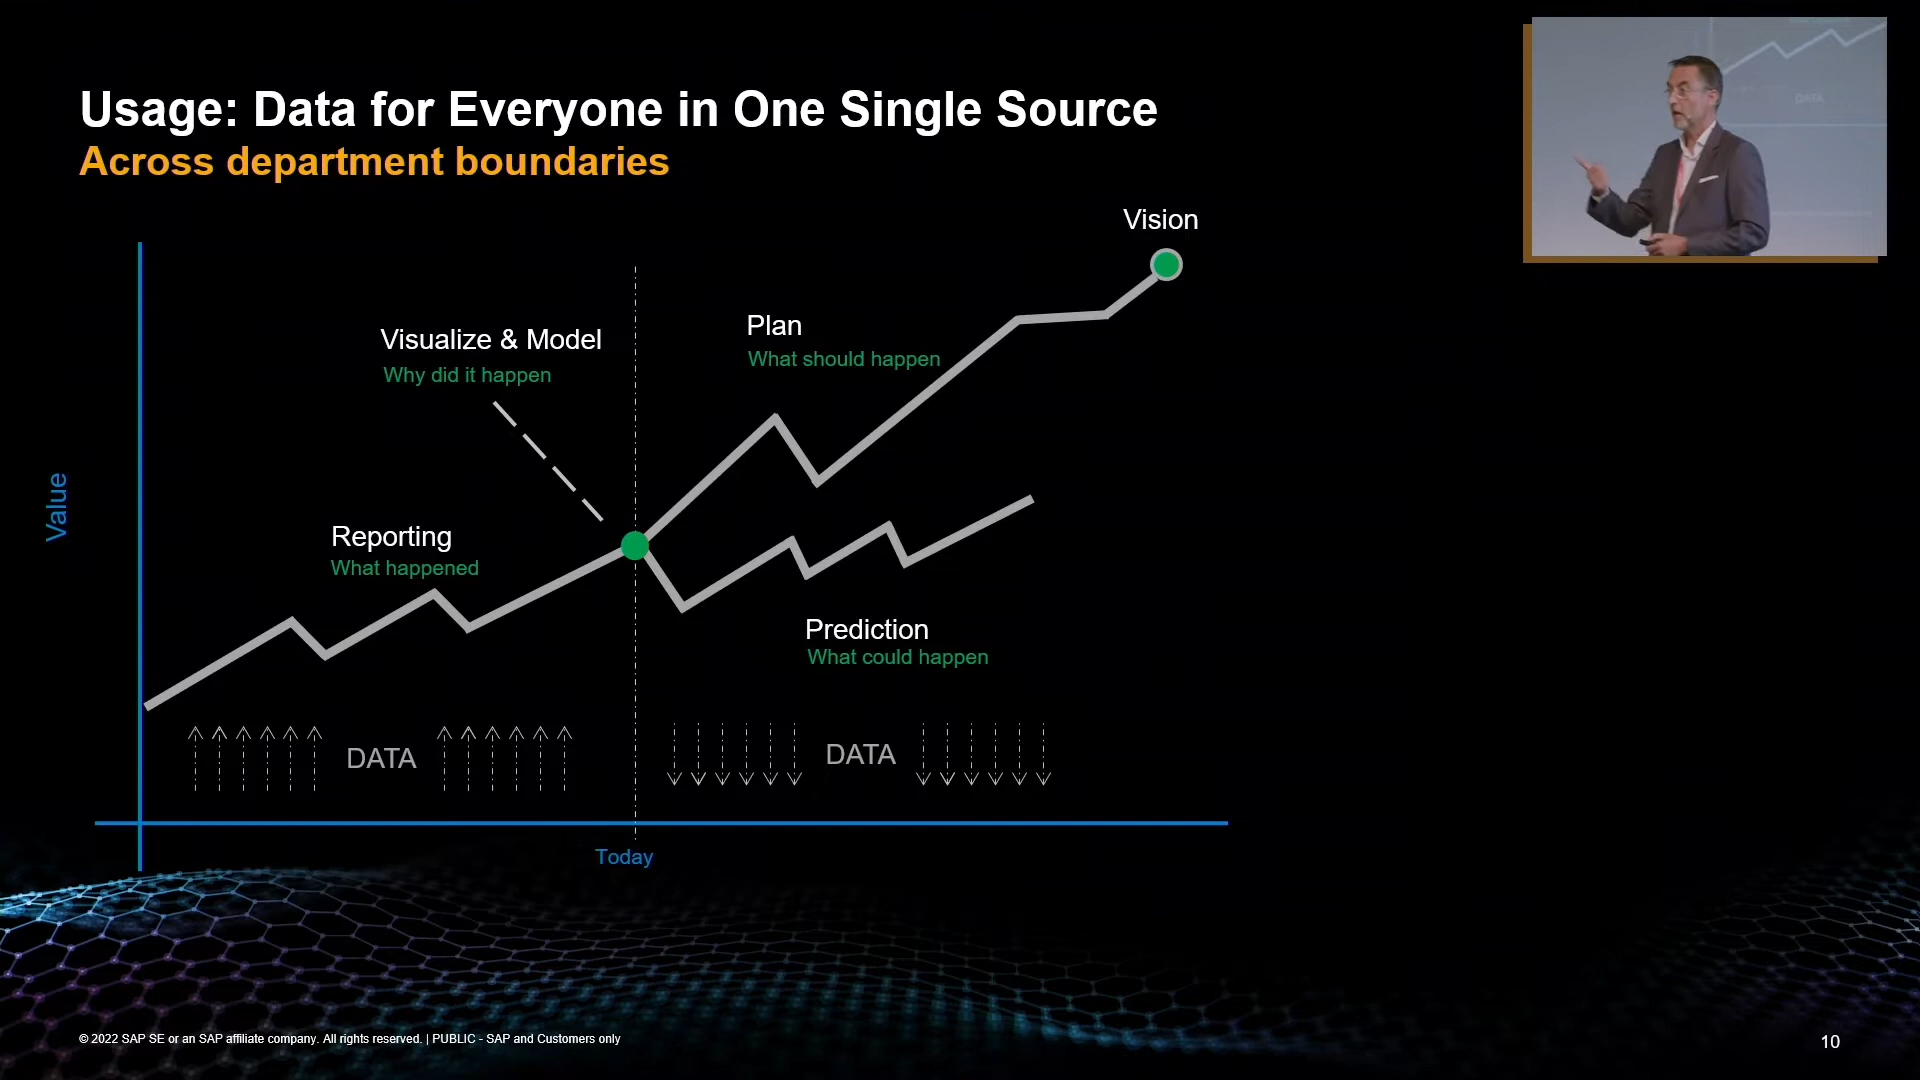 Usage: Data for Everyone in One Single Source
Across department boundaries
Vision
Visualize & Model
Why did it happen
Plan
What should happen
Value
Reporting
What happened
Prediction
What could happen
DATA
DATA
Today
© 2022 SAP SE or an SAP affiliate company. All rights reserved. | PUBLIC - SAP and Customers only
10
DATA